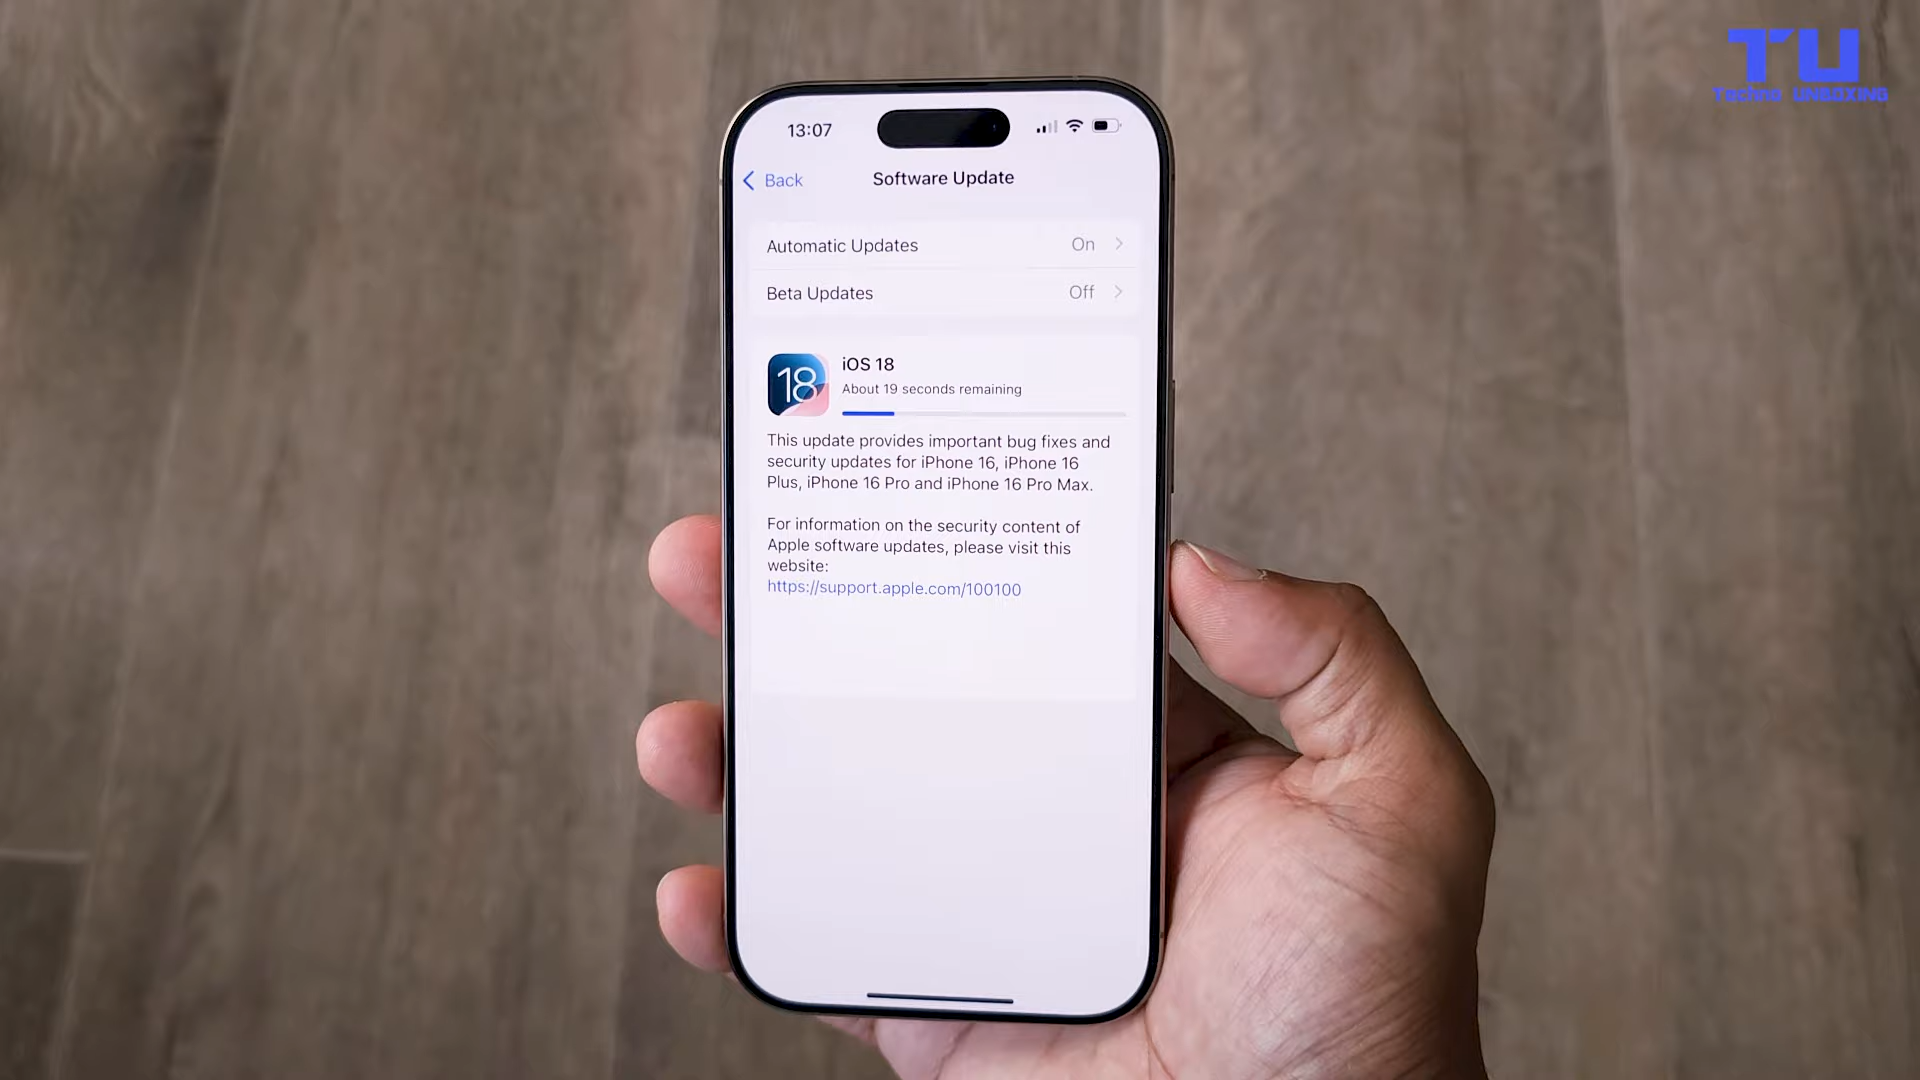 TU
Techno UNBOXING
13:07
Back
Software Update
Automatic Updates On
Beta Updates Off
18
iOS 18
About 19 seconds remaining
This update provides important bug fixes and
security updates for iPhone 16, iPhone 16
Plus, iPhone 16 Pro and iPhone 16 Pro Max.
For information on the security content of
Apple software updates, please visit this
website:
https://support.apple.com/100100